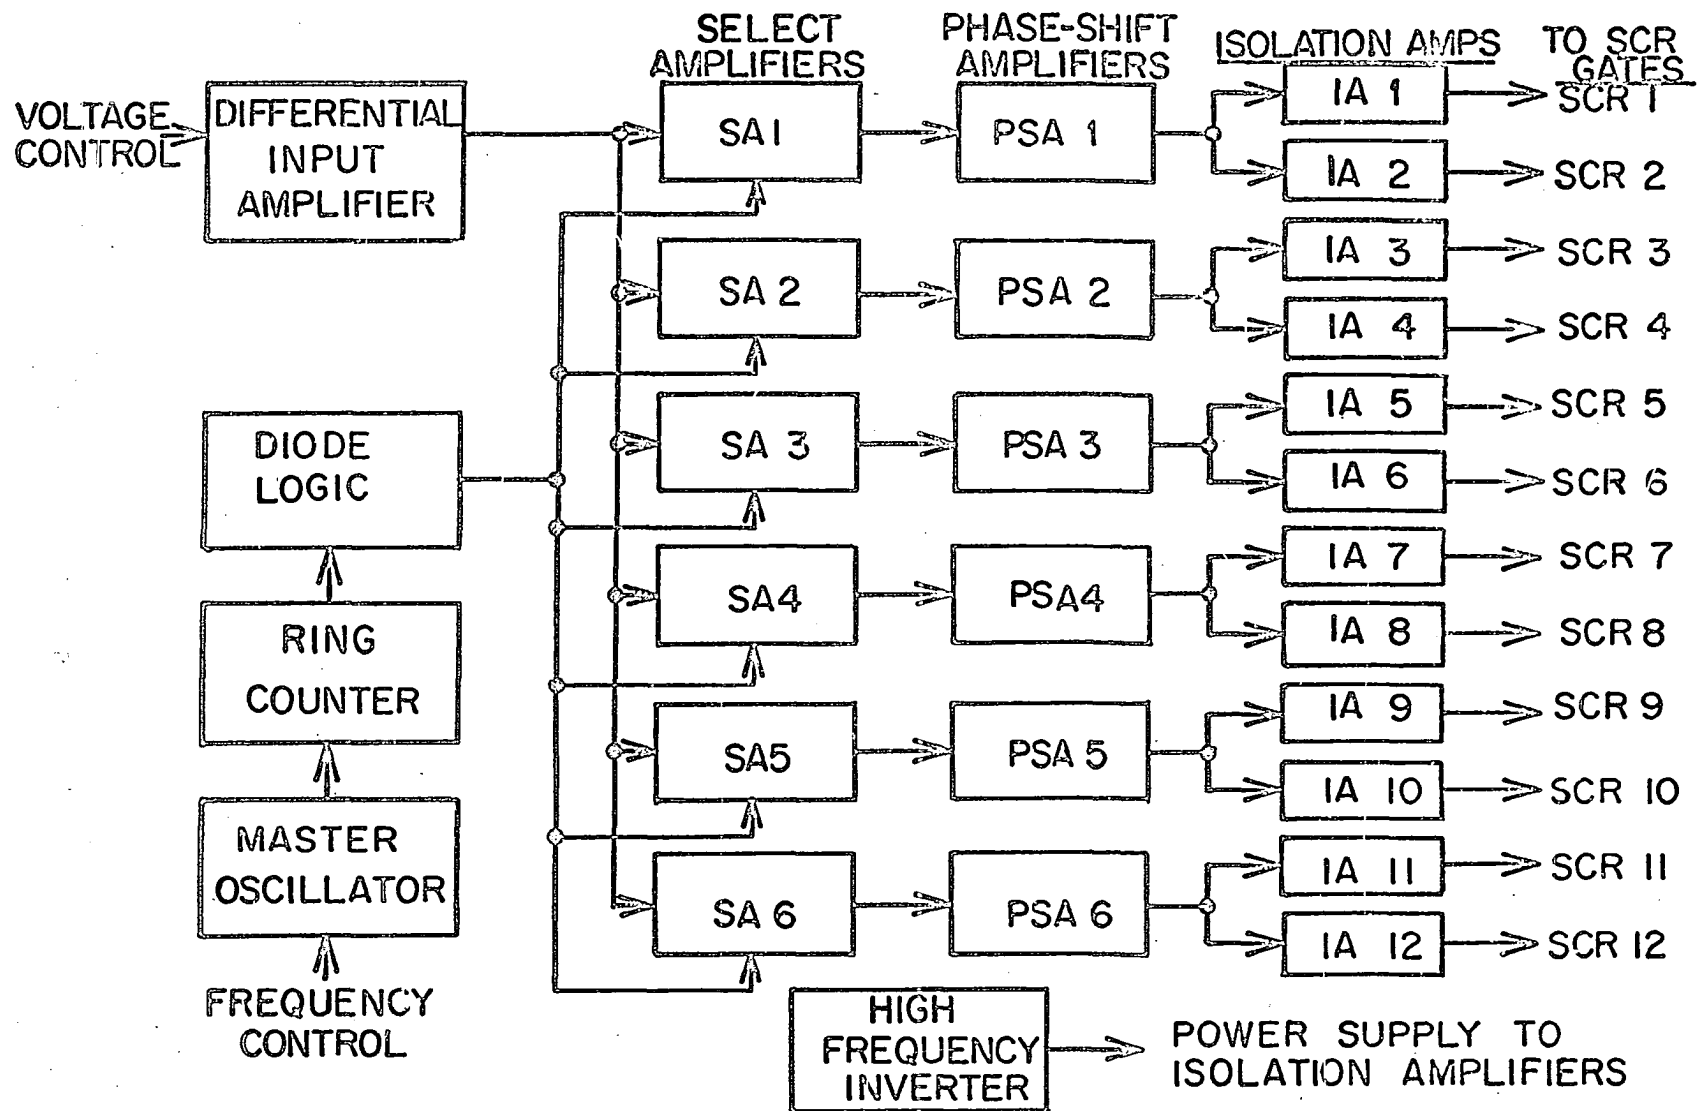 SELECT
AMPLIFIERS
PHASE-SHIFT
AMPLIFIERS
ISOLATION AMPS
TO SCR
GATES
VOLTAGE
CONTROL
DIFFERENTIAL
INPUT
AMPLIFIER
SA1
PSA 1
IA 1
SCR 1
IA 2
SCR 2
SA 2
PSA 2
IA 3
SCR 3
IA 4
SCR 4
DIODE
LOGIC
SA 3
PSA 3
IA 5
SCR 5
IA 6
SCR 6
RING
COUNTER
SA4
PSA4
IA 7
SCR 7
IA 8
SCR 8
SA5
PSA 5
IA 9
SCR 9
IA 10
SCR 10
MASTER
OSCILLATOR
SA 6
PSA 6
IA 11
SCR 11
IA 12
SCR 12
FREQUENCY
CONTROL
HIGH
FREQUENCY
INVERTER
POWER SUPPLY TO
ISOLATION AMPLIFIERS